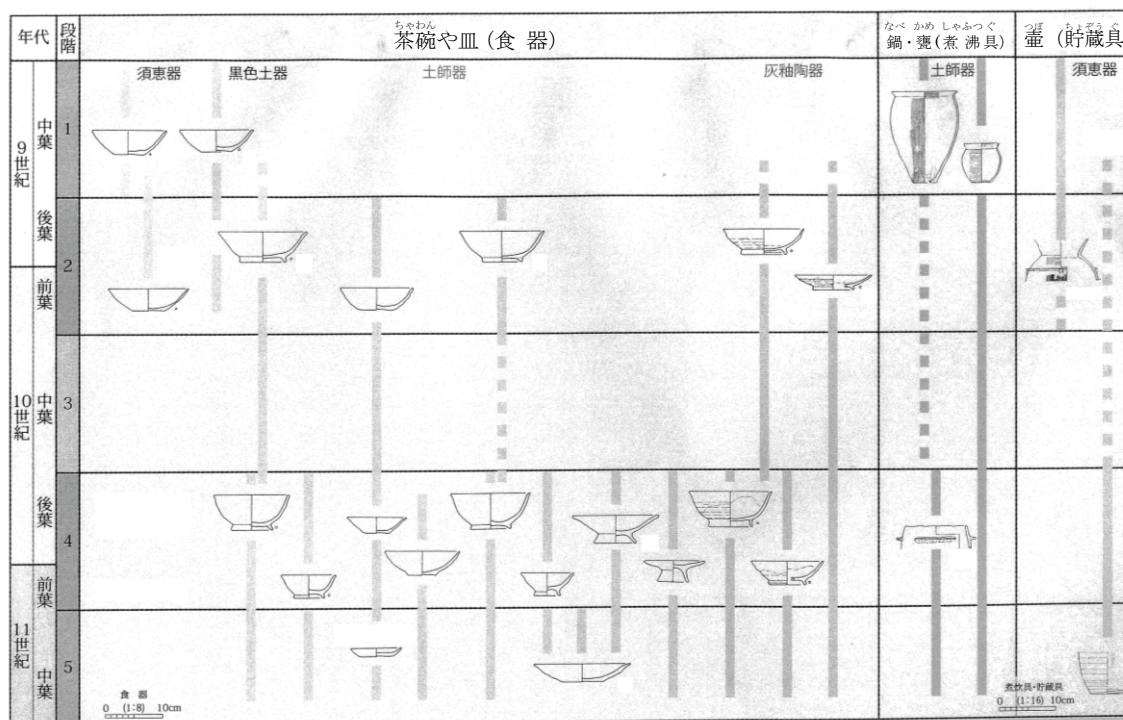 年代
段階
ちゃわん
茶碗や皿(食器)
なべ かめ しゃふつぐ
鍋・甕(煮沸具)
つぼ ちょぞうぐ
壷(貯蔵具
須恵器
黒色土器
土師器
灰釉陶器
土師器
須恵器
9世紀
中葉
1
後葉
2
10世紀
前葉
中葉
3
後葉
4
11世紀
前葉
中葉
5
食器
0 (1:8) 10cm
煮炊具・貯蔵具
0 (1:16) 10cm